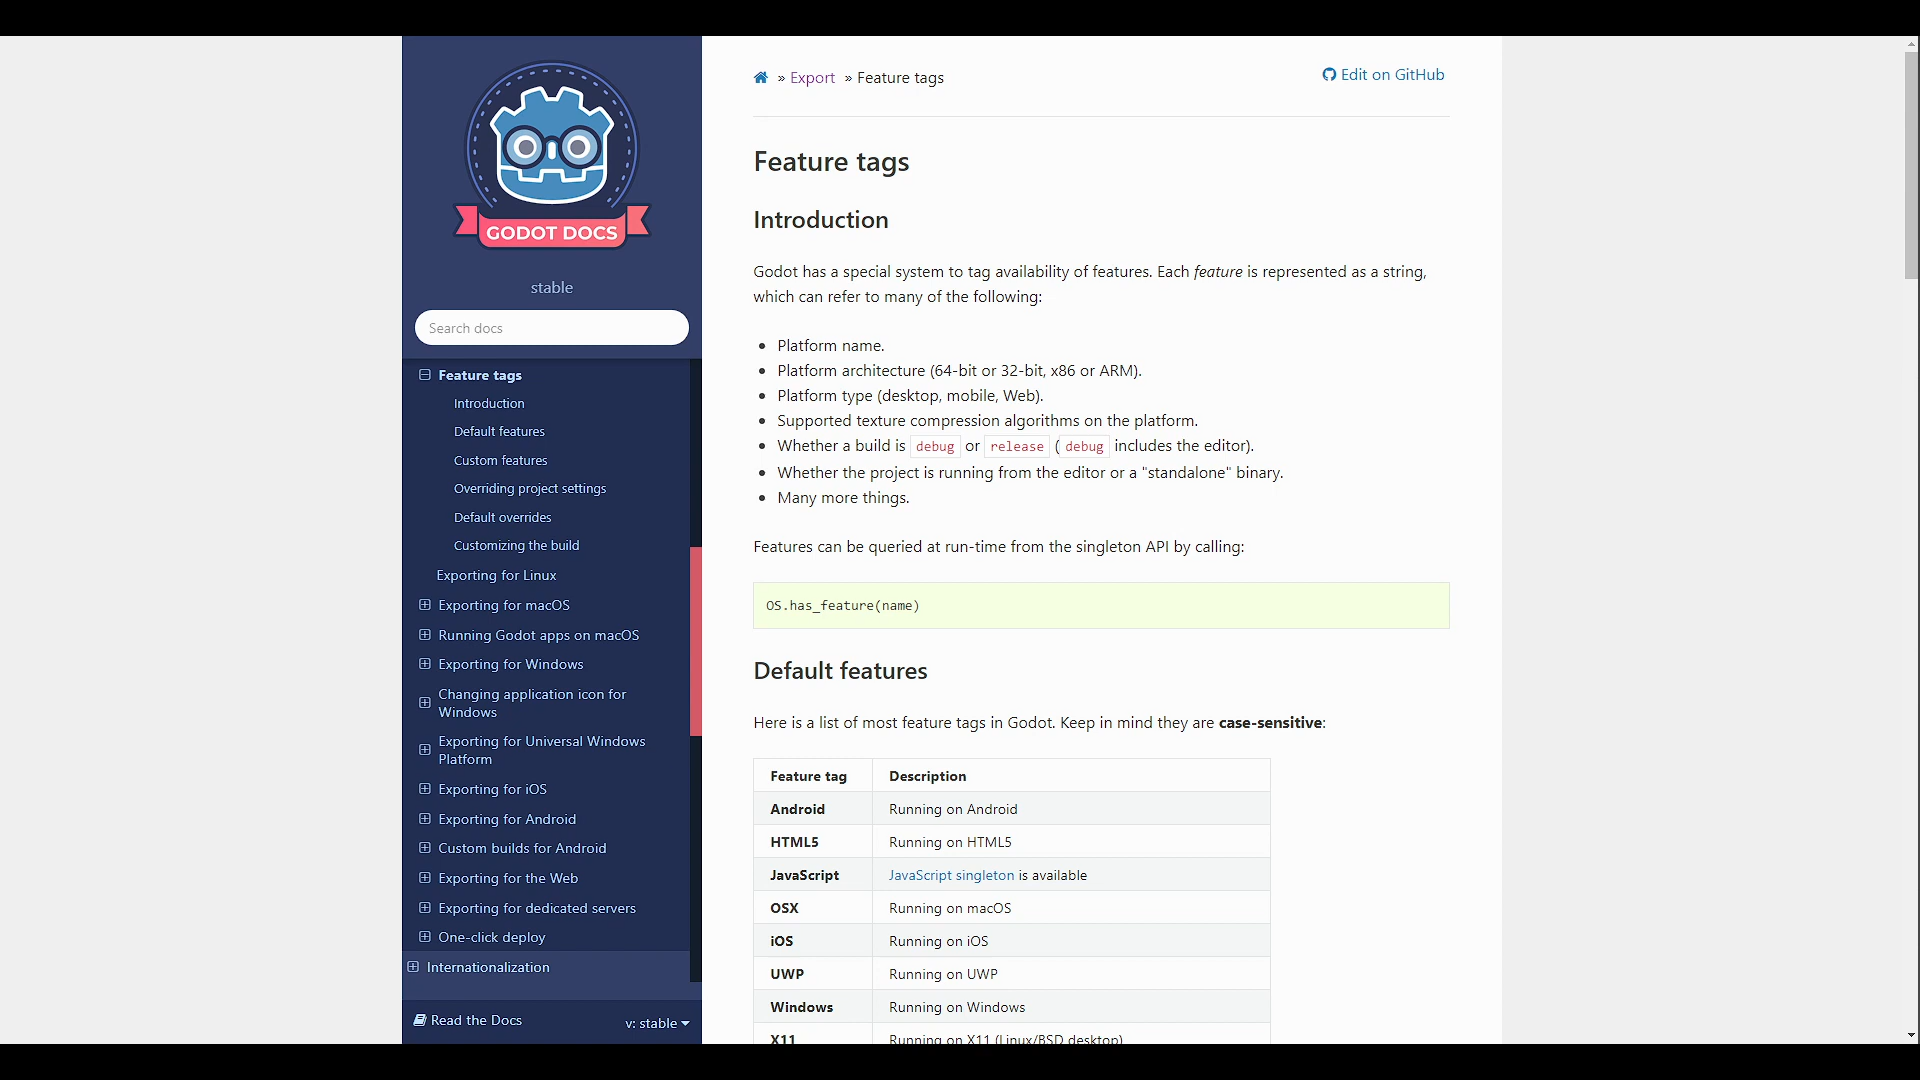 GODOT DOCS
stable
Search docs
Feature tags
Introduction
Default features
Custom features
Overriding project settings
Default overrides
Customizing the build
Exporting for Linux
Exporting for macOS
Running Godot apps on macOS
Exporting for Windows
Changing application icon for
Windows
Exporting for Universal Windows
Platform
Exporting for iOS
Exporting for Android
Custom builds for Android
Exporting for the Web
Exporting for dedicated servers
One-click deploy
Internationalization
Read the Docs
v: stable
» Export » Feature tags
Edit on GitHub
Feature tags
Introduction
Godot has a special system to tag availability of features. Each feature is represented as a string,
which can refer to many of the following:
Platform name.
Platform architecture (64-bit or 32-bit, x86 or ARM).
Platform type (desktop, mobile, Web).
Supported texture compression algorithms on the platform.
Whether a build is debug or release ( debug includes the editor).
Whether the project is running from the editor or a "standalone" binary.
Many more things.
Features can be queried at run-time from the singleton API by calling:
OS.has_feature(name)
Default features
Here is a list of most feature tags in Godot. Keep in mind they are case-sensitive:
Feature tag Description
Android Running on Android
HTML5 Running on HTML5
JavaScript JavaScript singleton is available
OSX Running on macOS
iOS Running on iOS
UWP Running on UWP
Windows Running on Windows
X11 Running on X11 (Linux/BSD desktop)